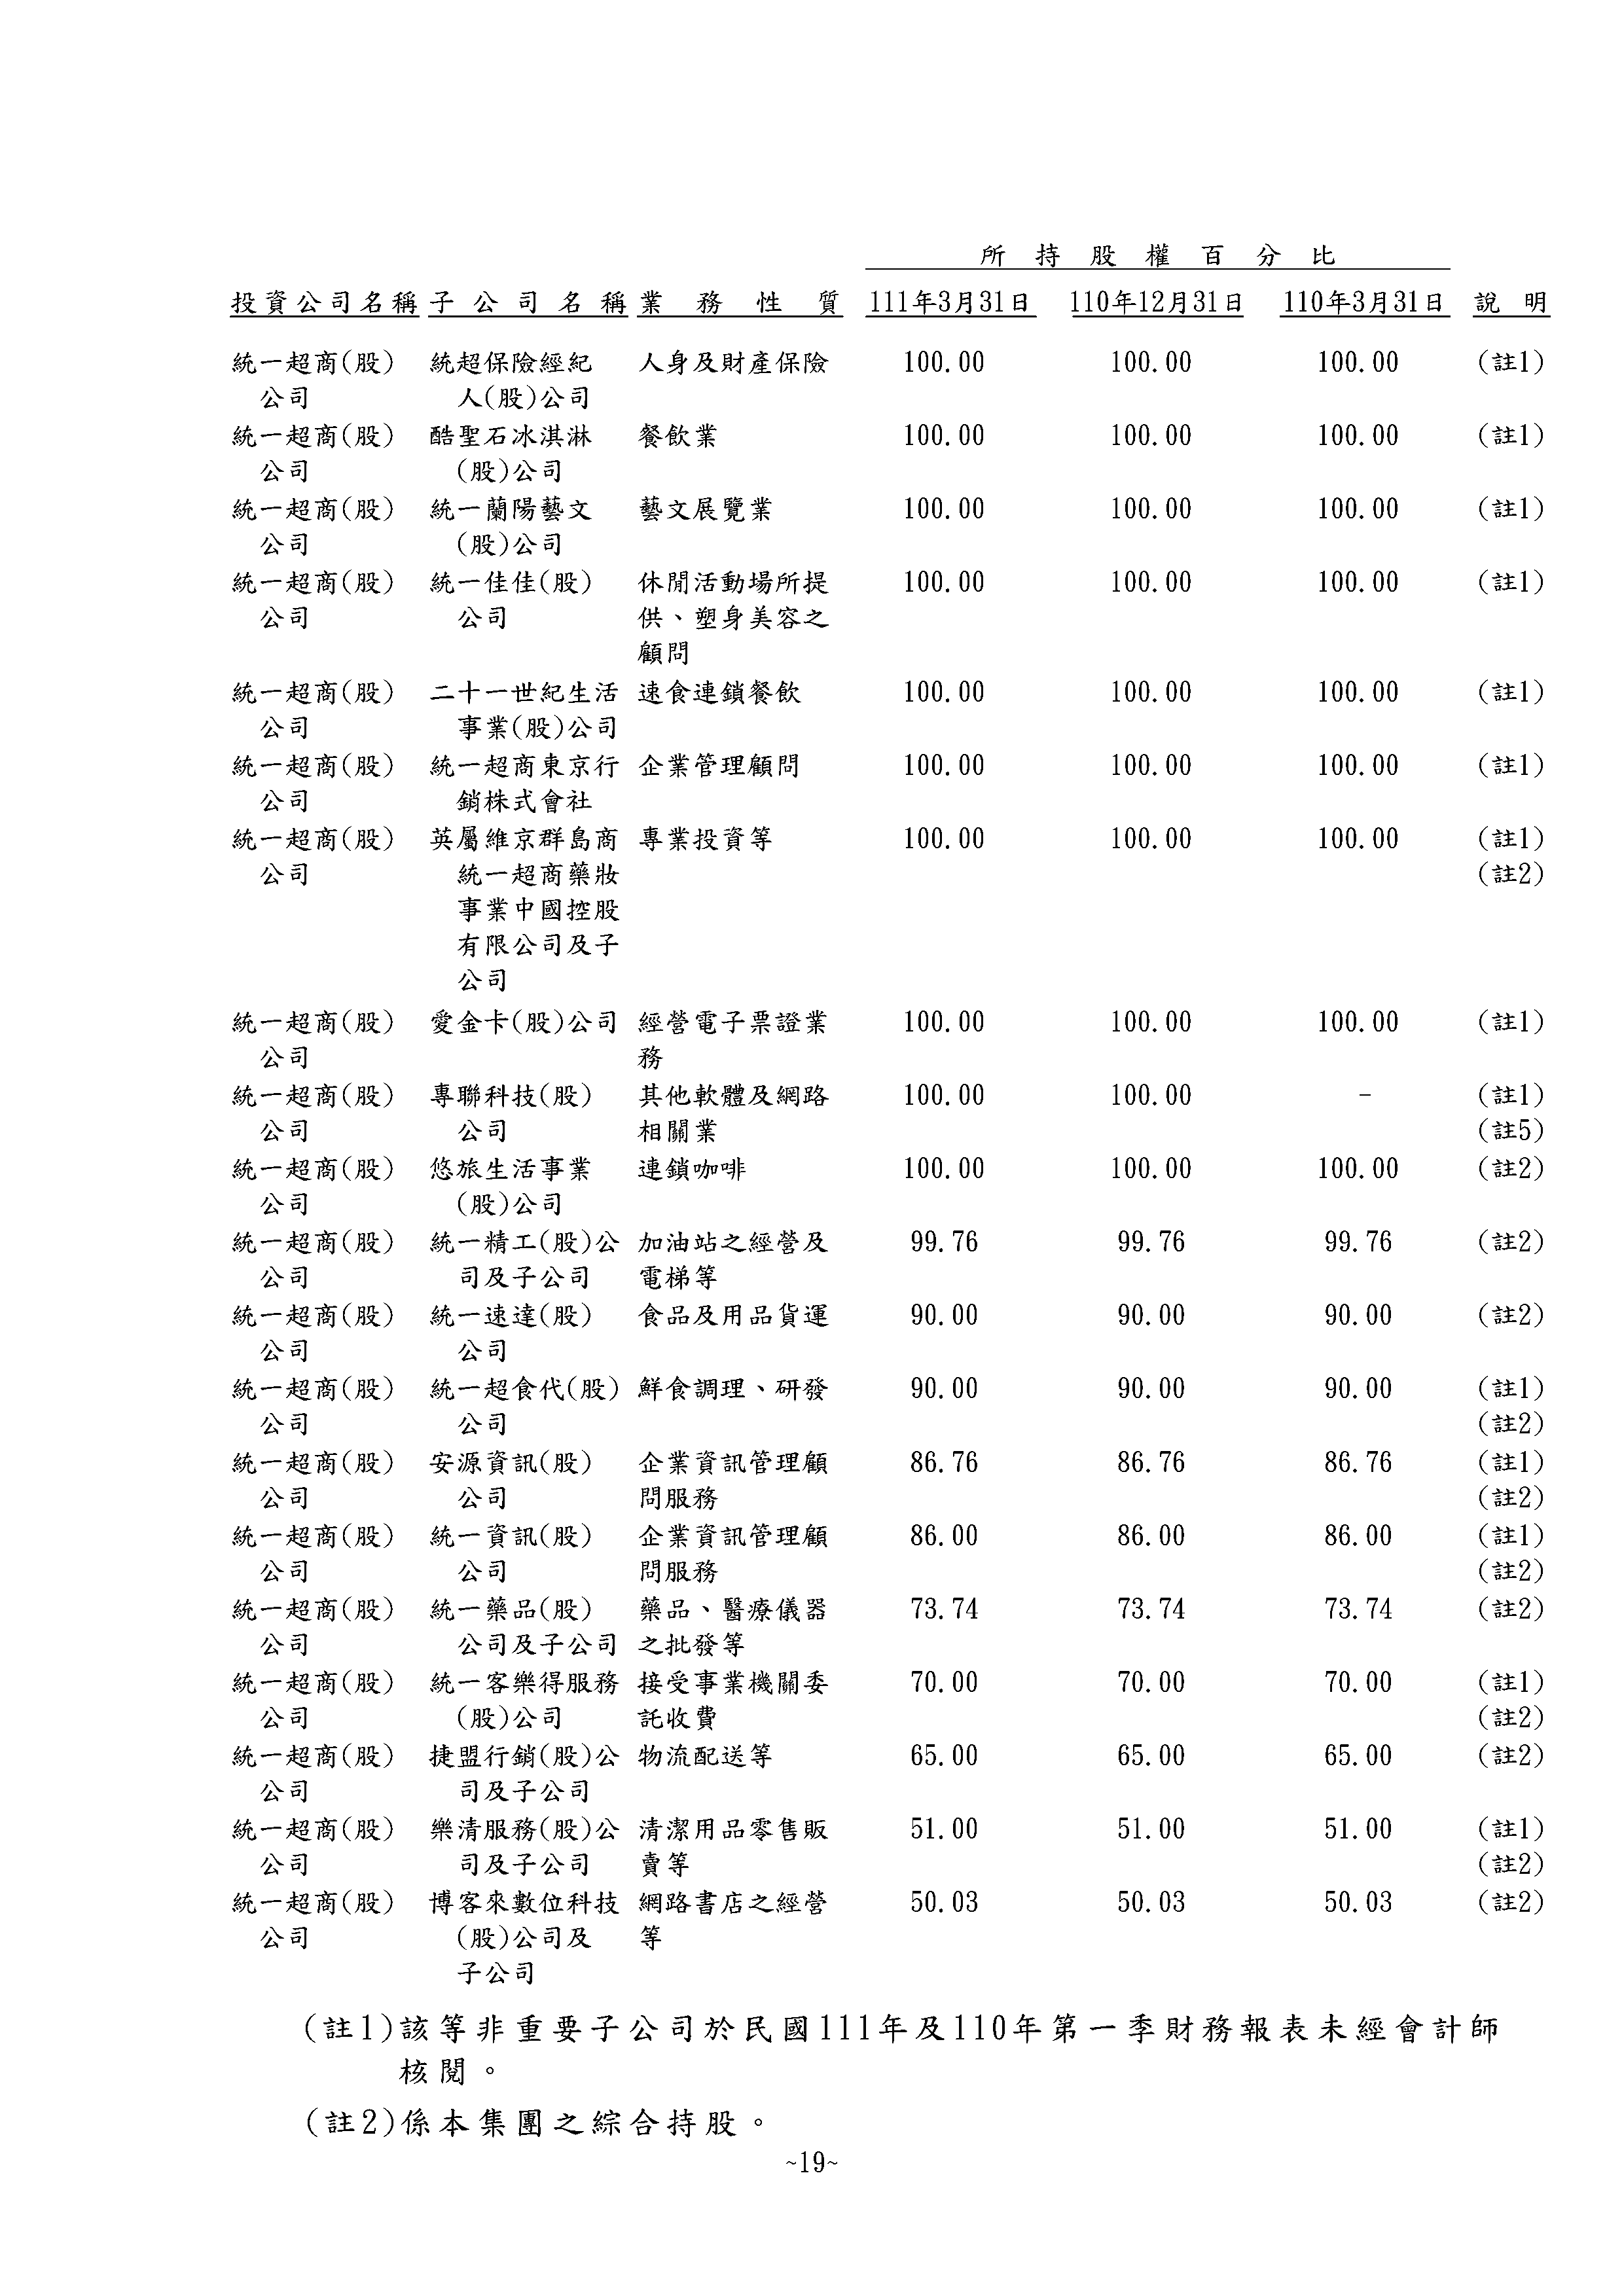 所持股權百分比
投資公司名稱 子公司名稱 業務性質 111年3月31日 110年12月31日 110年3月31日 說明
統一超商(股) 統超保險經紀 人身及財產保險 100.00 100.00 100.00 (註1)
公司 人(股)公司
統一超商(股) 酷聖石冰淇淋 餐飲業 100.00 100.00 100.00 (註1)
公司 (股)公司
統一超商(股) 統一蘭陽藝文 藝文展覽業 100.00 100.00 100.00 (註1)
公司 (股)公司
統一超商(股) 統一佳佳(股) 休閒活動場所提 100.00 100.00 100.00 (註1)
公司 公司 供、塑身美容之
顧問
統一超商(股) 二十一世紀生活 速食連鎖餐飲 100.00 100.00 100.00 (註1)
公司 事業(股)公司
統一超商(股) 統一超商東京行 企業管理顧問 100.00 100.00 100.00 (註1)
公司 銷株式會社
統一超商(股) 英屬維京群島商 專業投資等 100.00 100.00 100.00 (註1)
公司 統一超商藥妝 (註2)
事業中國控股
有限公司及子
公司
統一超商(股) 愛金卡(股)公司 經營電子票證業 100.00 100.00 100.00 (註1)
公司 務
統一超商(股) 專聯科技(股) 其他軟體及網路 100.00 100.00 - (註1)
公司 公司 相關業 (註5)
統一超商(股) 悠旅生活事業 連鎖咖啡 100.00 100.00 100.00 (註2)
公司 (股)公司
統一超商(股) 統一精工(股)公 加油站之經營及 99.76 99.76 99.76 (註2)
公司 司及子公司 電梯等
統一超商(股) 統一速達(股) 食品及用品貨運 90.00 90.00 90.00 (註2)
公司 公司
統一超商(股) 統一超食代(股) 鮮食調理、研發 90.00 90.00 90.00 (註1)
公司 公司 (註2)
統一超商(股) 安源資訊(股) 企業資訊管理顧 86.76 86.76 86.76 (註1)
公司 公司 問服務 (註2)
統一超商(股) 統一資訊(股) 企業資訊管理顧 86.00 86.00 86.00 (註1)
公司 公司 問服務 (註2)
統一超商(股) 統一藥品(股) 藥品、醫療儀器 73.74 73.74 73.74 (註2)
公司 公司及子公司 之批發等
統一超商(股) 統一客樂得服務 接受事業機關委 70.00 70.00 70.00 (註1)
公司 (股)公司 託收費 (註2)
統一超商(股) 捷盟行銷(股)公 物流配送等 65.00 65.00 65.00 (註2)
公司 司及子公司
統一超商(股) 樂清服務(股)公 清潔用品零售販 51.00 51.00 51.00 (註1)
公司 司及子公司 賣等 (註2)
統一超商(股) 博客來數位科技 網路書店之經營 50.03 50.03 50.03 (註2)
公司 (股)公司及 等
子公司
(註1)該等非重要子公司於民國111年及110年第一季財務報表未經會計師
核閱。
(註2)係本集團之綜合持股。
~19~